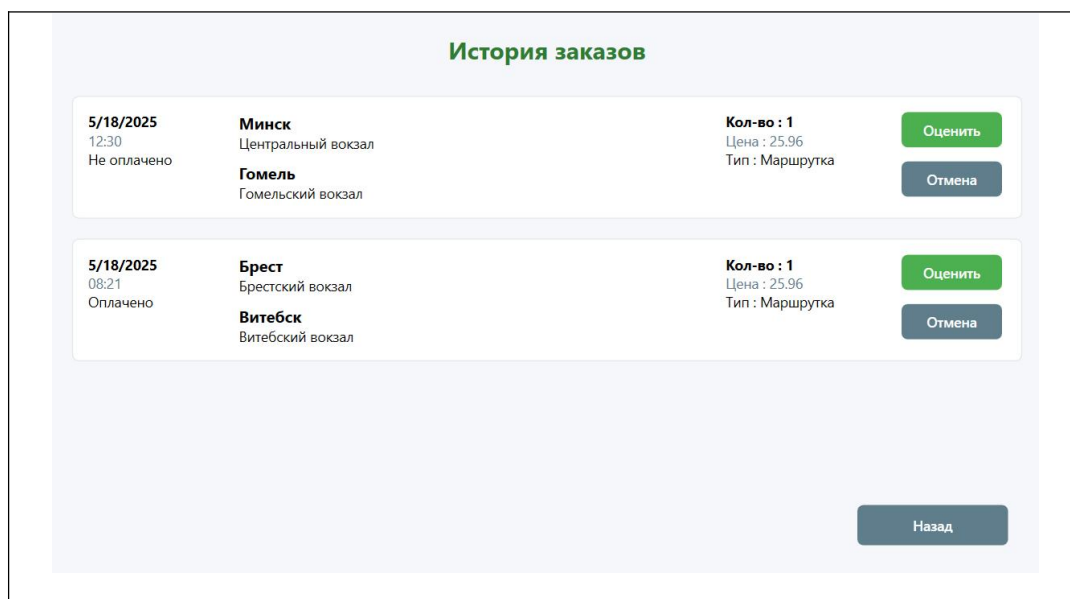 История заказов
5/18/2025
12:30
Не оплачено
Минск
Центральный вокзал
Гомель
Гомельский вокзал
Кол-во : 1
Цена : 25.96
Тип : Маршрутка
Оценить
Отмена
5/18/2025
08:21
Оплачено
Брест
Брестский вокзал
Витебск
Витебский вокзал
Кол-во : 1
Цена : 25.96
Тип : Маршрутка
Оценить
Отмена
Назад